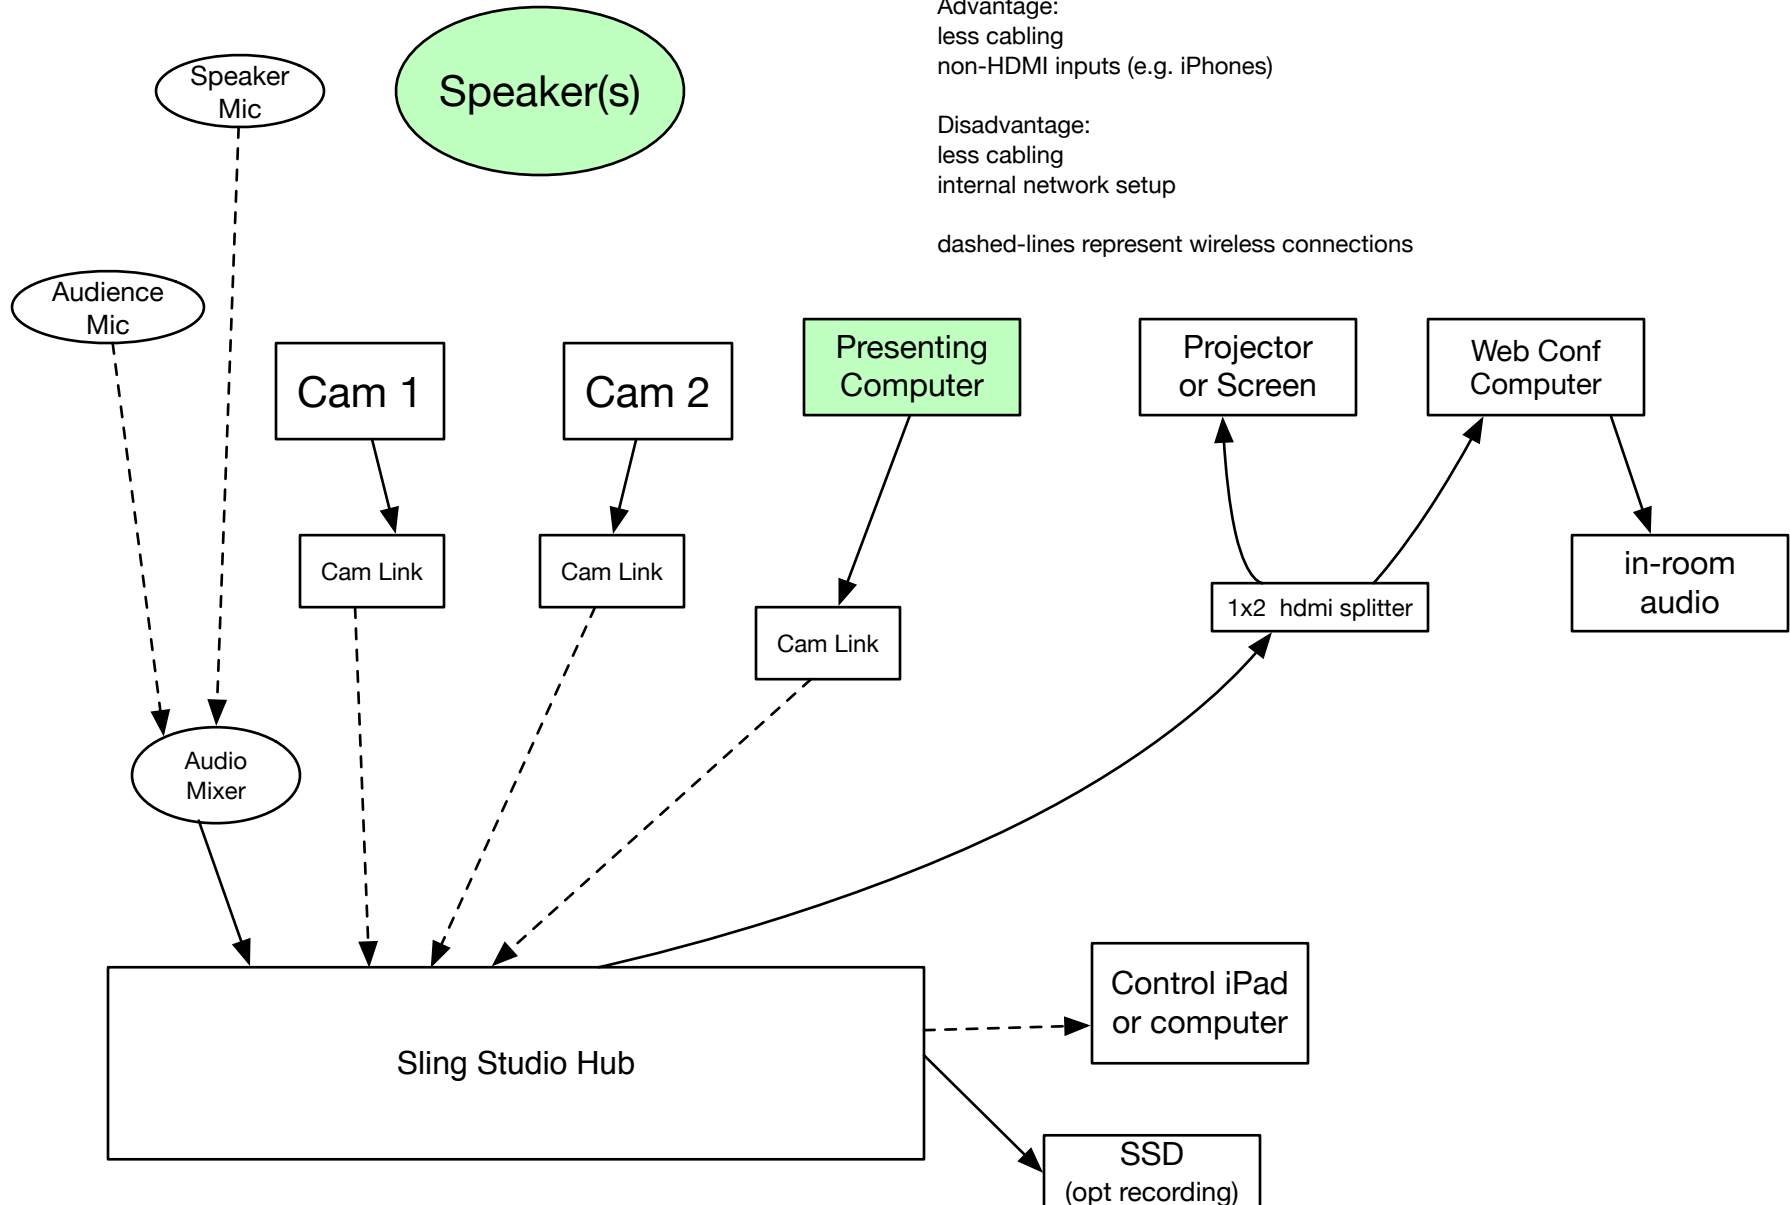 Advantage:
less cabling
non-HDMI inputs (e.g. iPhones)
Disadvantage:
less cabling
internal network setup
dashed-lines represent wireless connections
Speaker
Mic
Speaker(s)
Audience
Mic
Cam 1
Cam 2
Presenting
Computer
Projector
or Screen
Web Conf
Computer
Cam Link
Cam Link
Cam Link
1x2 hdmi splitter
in-room
audio
Audio
Mixer
Sling Studio Hub
Control iPad
or computer
SSD
(opt recording)